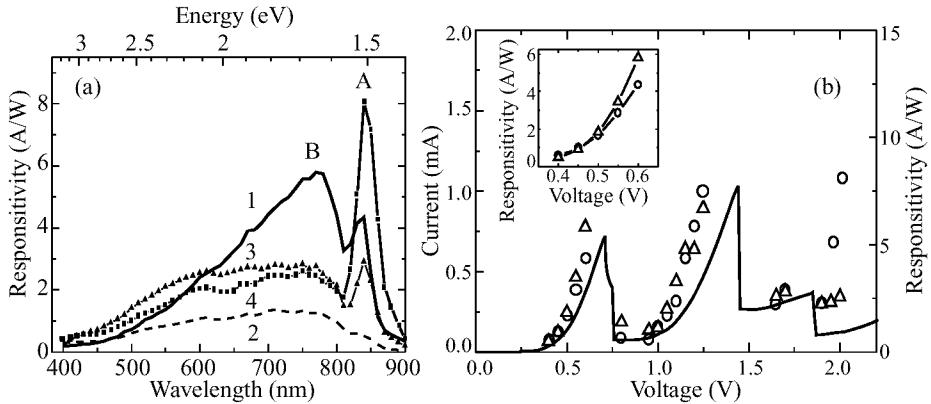 Energy (eV)
3 2.5 2 1.5
(a)
A
B
1
3
4
2
8
6
4
2
0
400 500 600 700 800 900
Wavelength (nm)
Responsivity (A/W)
2.0
1.5
1.0
0.5
0.0
Current (mA)
(b)
6
4
2
0
0.4 0.5 0.6
Voltage (V)
Responsivity (A/W)
15
10
5
0
Responsivity (A/W)
0.0 0.5 1.0 1.5 2.0
Voltage (V)